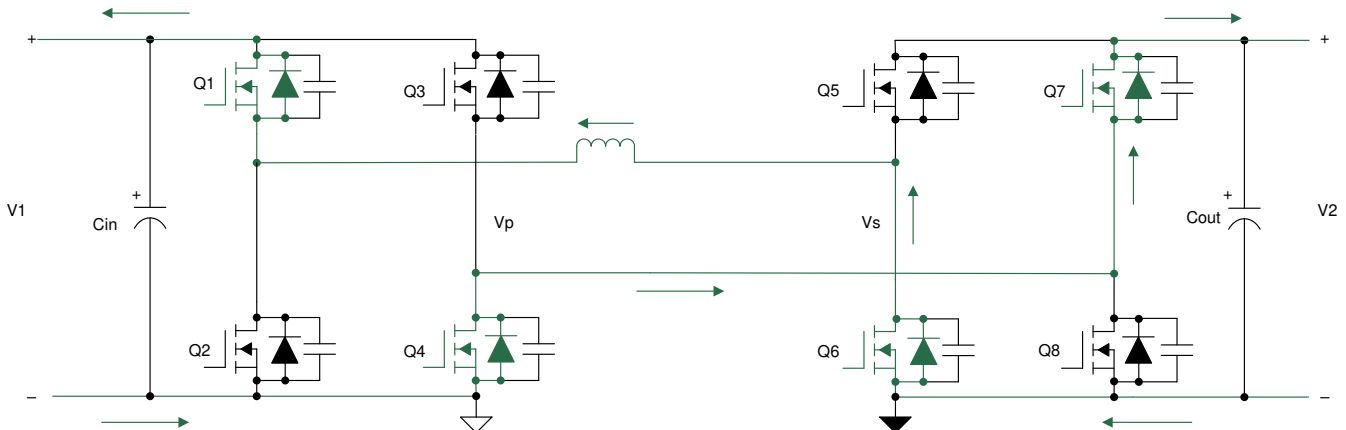 +
+
Q1
Q3
Q5
Q7
+
+
V1
Cin
Vp
Vs
Cout
V2
Q2
Q4
Q6
Q8
–
–